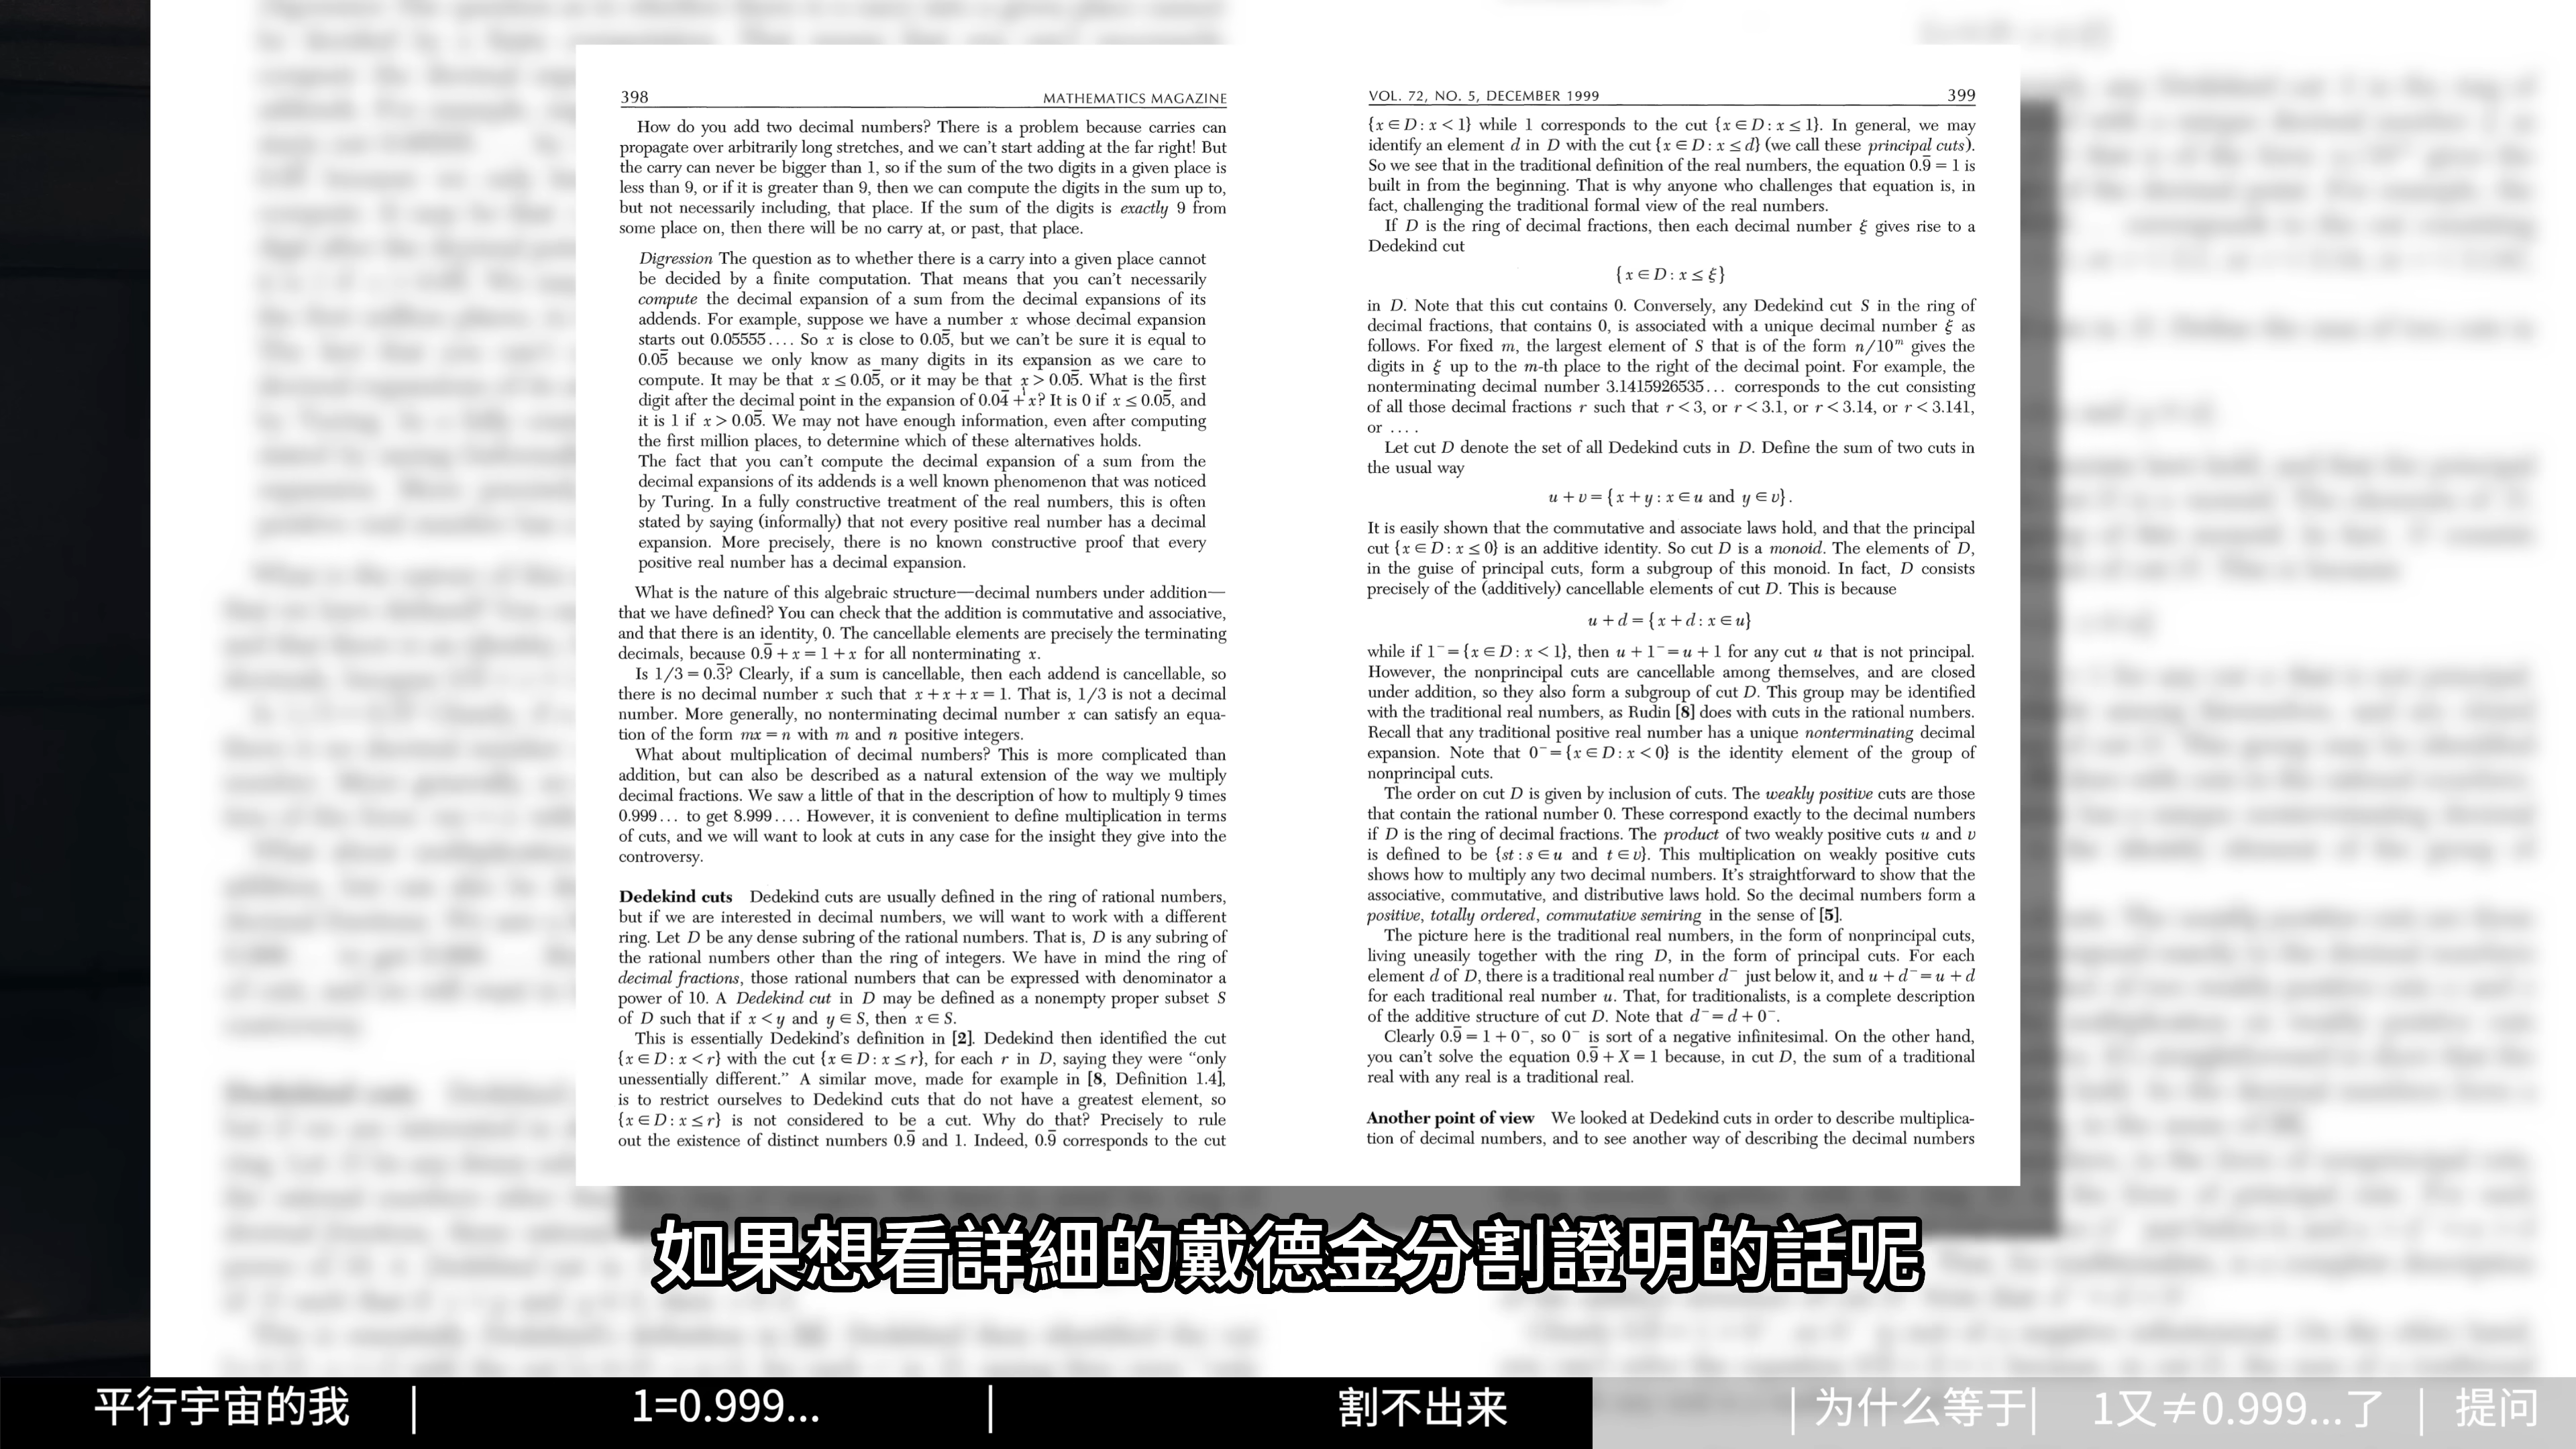 398 MATHEMATICS MAGAZINE
How do you add two decimal numbers? There is a problem because carries can
propagate over arbitrarily long stretches, and we can't start adding at the far right! But
the carry can never be bigger than 1, so if the sum of the two digits in a given place is
less than 9, or if it is greater than 9, then we can compute the digits in the sum up to,
but not necessarily including, that place. If the sum of the digits is exactly 9 from
some place on, then there will be no carry at, or past, that place.
Digression The question as to whether there is a carry into a given place cannot
be decided by a finite computation. That means that you can't necessarily
compute the decimal expansion of a sum from the decimal expansions of its
addends. For example, suppose we have a number x whose decimal expansion
starts out 0.05555.... So x is close to 0.05̅, but we can't be sure it is equal to
0.05̅ because we only know as many digits in its expansion as we care to
compute. It may be that x ≤ 0.05̅, or it may be that x > 0.05̅. What is the first
digit after the decimal point in the expansion of 0.04̅ + x? It is 0 if x ≤ 0.05̅, and
it is 1 if x > 0.05̅. We may not have enough information, even after computing
the first million places, to determine which of these alternatives holds.
The fact that you can't compute the decimal expansion of a sum from the
decimal expansions of its addends is a well known phenomenon that was noticed
by Turing. In a fully constructive treatment of the real numbers, this is often
stated by saying (informally) that not every positive real number has a decimal
expansion. More precisely, there is no known constructive proof that every
positive real number has a decimal expansion.
What is the nature of this algebraic structure—decimal numbers under addition—
that we have defined? You can check that the addition is commutative and associative,
and that there is an identity, 0. The cancellable elements are precisely the terminating
decimals, because 0.9̅ + x = 1 + x for all nonterminating x.
Is 1/3 = 0.3̅? Clearly, if a sum is cancellable, then each addend is cancellable, so
there is no decimal number x such that x + x + x = 1. That is, 1/3 is not a decimal
number. More generally, no nonterminating decimal number x can satisfy an equa-
tion of the form mx = n with m and n positive integers.
What about multiplication of decimal numbers? This is more complicated than
addition, but can also be described as a natural extension of the way we multiply
decimal fractions. We saw a little of that in the description of how to multiply 9 times
0.999... to get 8.999.... However, it is convenient to define multiplication in terms
of cuts, and we will want to look at cuts in any case for the insight they give into the
controversy.
Dedekind cuts Dedekind cuts are usually defined in the ring of rational numbers,
but if we are interested in decimal numbers, we will want to work with a different
ring. Let D be any dense subring of the rational numbers. That is, D is any subring of
the rational numbers other than the ring of integers. We have in mind the ring of
decimal fractions, those rational numbers that can be expressed with denominator a
power of 10. A Dedekind cut in D may be defined as a nonempty proper subset S
of D such that if x < y and y ∈ S, then x ∈ S.
This is essentially Dedekind's definition in [2]. Dedekind then identified the cut
{x ∈ D : x < r} with the cut {x ∈ D : x ≤ r}, for each r in D, saying they were "only
unessentially different." A similar move, made for example in [8, Definition 1.4],
is to restrict ourselves to Dedekind cuts that do not have a greatest element, so
{x ∈ D : x ≤ r} is not considered to be a cut. Why do that? Precisely to rule
out the existence of distinct numbers 0.9̅ and 1. Indeed, 0.9̅ corresponds to the cut
VOL. 72, NO. 5, DECEMBER 1999 399
{x ∈ D : x < 1} while 1 corresponds to the cut {x ∈ D : x ≤ 1}. In general, we may
identify an element d in D with the cut {x ∈ D : x ≤ d} (we call these principal cuts).
So we see that in the traditional definition of the real numbers, the equation 0.9̅ = 1 is
built in from the beginning. That is why anyone who challenges that equation is, in
fact, challenging the traditional formal view of the real numbers.
If D is the ring of decimal fractions, then each decimal number ξ gives rise to a
Dedekind cut
{x ∈ D : x ≤ ξ}
in D. Note that this cut contains 0. Conversely, any Dedekind cut S in the ring of
decimal fractions, that contains 0, is associated with a unique decimal number ξ as
follows. For fixed m, the largest element of S that is of the form n/10ᵐ gives the
digits in ξ up to the m-th place to the right of the decimal point. For example, the
nonterminating decimal number 3.1415926535... corresponds to the cut consisting
of all those decimal fractions r such that r < 3, or r < 3.1, or r < 3.14, or r < 3.141,
or ....
Let cut D denote the set of all Dedekind cuts in D. Define the sum of two cuts in
the usual way
u + v = {x + y : x ∈ u and y ∈ v}.
It is easily shown that the commutative and associate laws hold, and that the principal
cut {x ∈ D : x ≤ 0} is an additive identity. So cut D is a monoid. The elements of D,
in the guise of principal cuts, form a subgroup of this monoid. In fact, D consists
precisely of the (additively) cancellable elements of cut D. This is because
u + d = {x + d : x ∈ u}
while if 1⁻ = {x ∈ D : x < 1}, then u + 1⁻ = u + 1 for any cut u that is not principal.
However, the nonprincipal cuts are cancellable among themselves, and are closed
under addition, so they also form a subgroup of cut D. This group may be identified
with the traditional real numbers, as Rudin [8] does with cuts in the rational numbers.
Recall that any traditional positive real number has a unique nonterminating decimal
expansion. Note that 0⁻ = {x ∈ D : x < 0} is the identity element of the group of
nonprincipal cuts.
The order on cut D is given by inclusion of cuts. The weakly positive cuts are those
that contain the rational number 0. These correspond exactly to the decimal numbers
if D is the ring of decimal fractions. The product of two weakly positive cuts u and v
is defined to be {st : s ∈ u and t ∈ v}. This multiplication on weakly positive cuts
shows how to multiply any two decimal numbers. It's straightforward to show that the
associative, commutative, and distributive laws hold. So the decimal numbers form a
positive, totally ordered, commutative semiring in the sense of [5].
The picture here is the traditional real numbers, in the form of nonprincipal cuts,
living uneasily together with the ring D, in the form of principal cuts. For each
element d of D, there is a traditional real number d⁻ just below it, and u + d⁻ = u + d
for each traditional real number u. That, for traditionalists, is a complete description
of the additive structure of cut D. Note that d⁻ = d + 0⁻.
Clearly 0.9̅ = 1 + 0⁻, so 0⁻ is sort of a negative infinitesimal. On the other hand,
you can't solve the equation 0.9̅ + X = 1 because, in cut D, the sum of a traditional
real with any real is a traditional real.
Another point of view We looked at Dedekind cuts in order to describe multiplica-
tion of decimal numbers, and to see another way of describing the decimal numbers
如果想看詳細的戴德金分割證明的話呢
平行宇宙的我 | 1=0.999... | 割不出来 | 为什么等于 | 1又≠0.999...了 | 提问